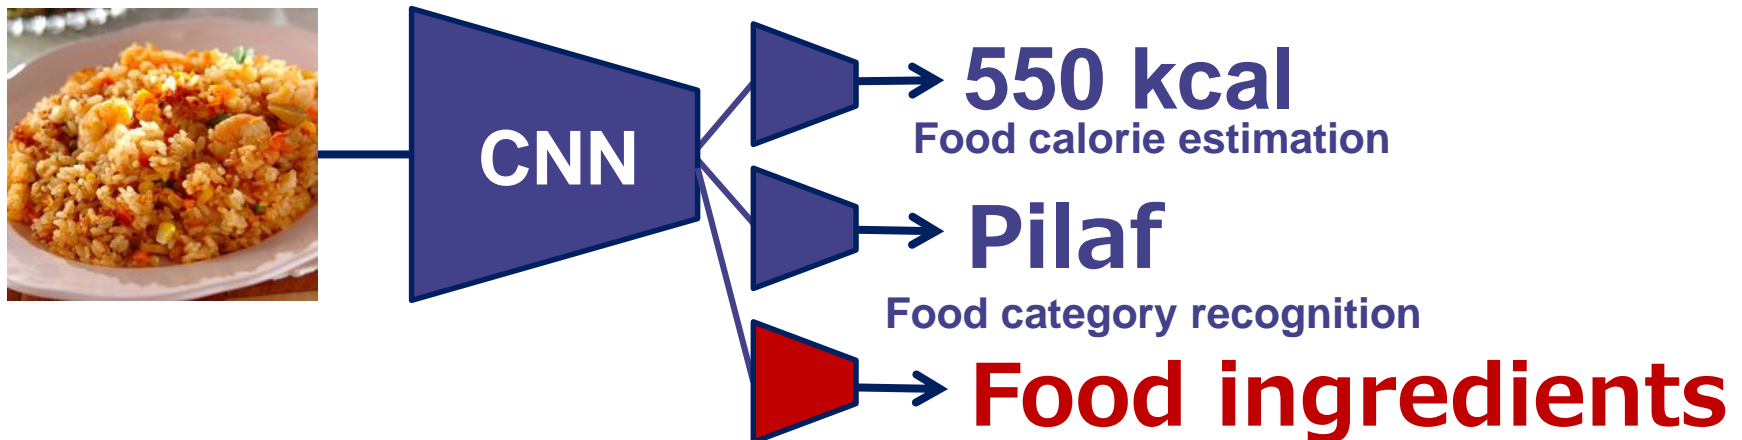 CNN
550 kcal
Food calorie estimation
Pilaf
Food category recognition
Food ingredients